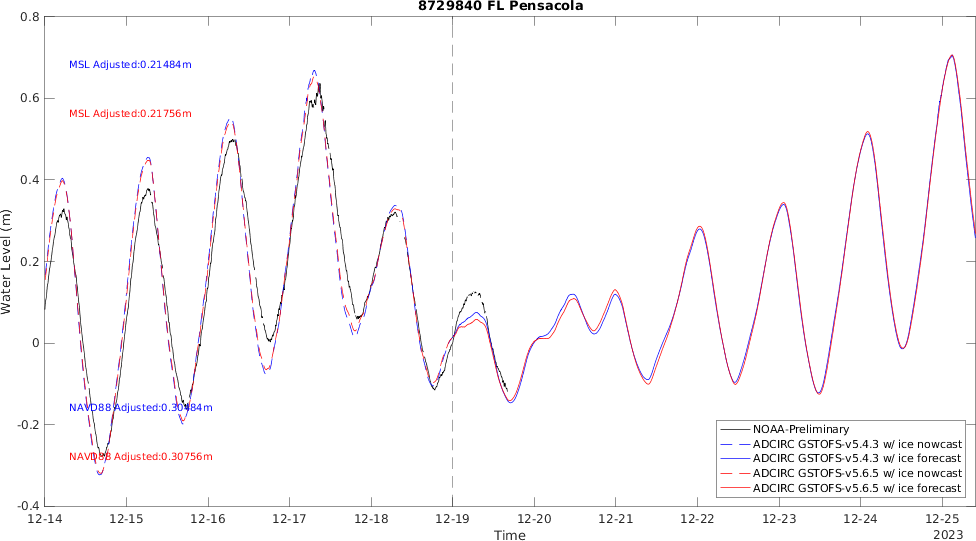 8729840 FL Pensacola
0.8
0.6
0.4
0.2
0
-0.2
-0.4
Water Level (m)
MSL Adjusted:0.21484m
MSL Adjusted:0.21756m
NAVD88 Adjusted:0.30484m
NAVD88 Adjusted:0.30756m
NOAA-Preliminary
ADCIRC GSTOFS-v5.4.3 w/ ice nowcast
ADCIRC GSTOFS-v5.4.3 w/ ice forecast
ADCIRC GSTOFS-v5.6.5 w/ ice nowcast
ADCIRC GSTOFS-v5.6.5 w/ ice forecast
12-14 12-15 12-16 12-17 12-18 12-19 12-20 12-21 12-22 12-23 12-24 12-25
2023
Time